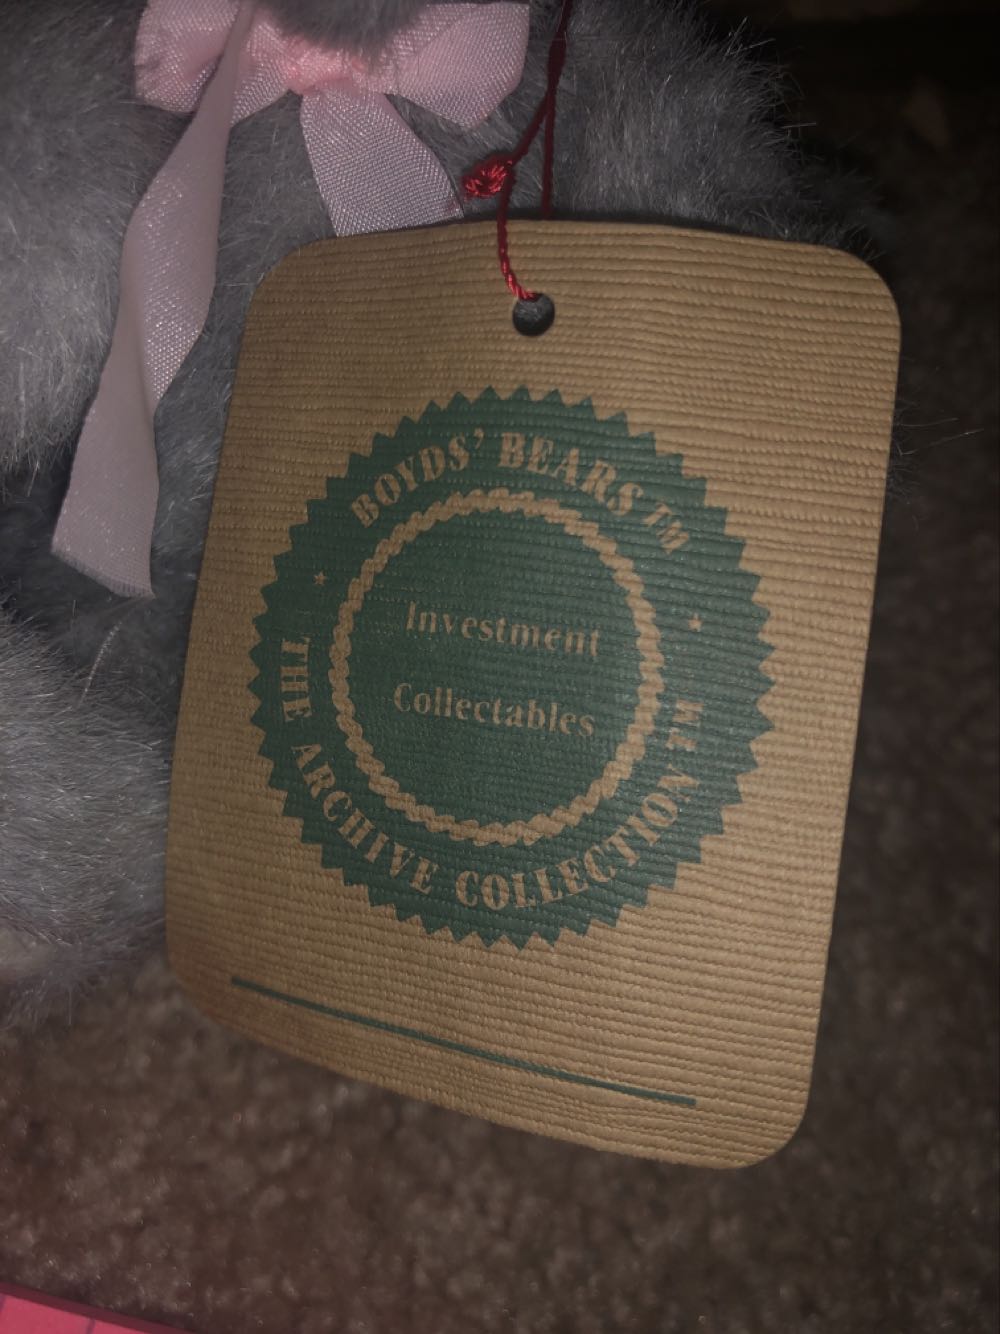 BOYDS' BEARS TM
Investment
Collectables
THE ARCHIVE COLLECTION TM